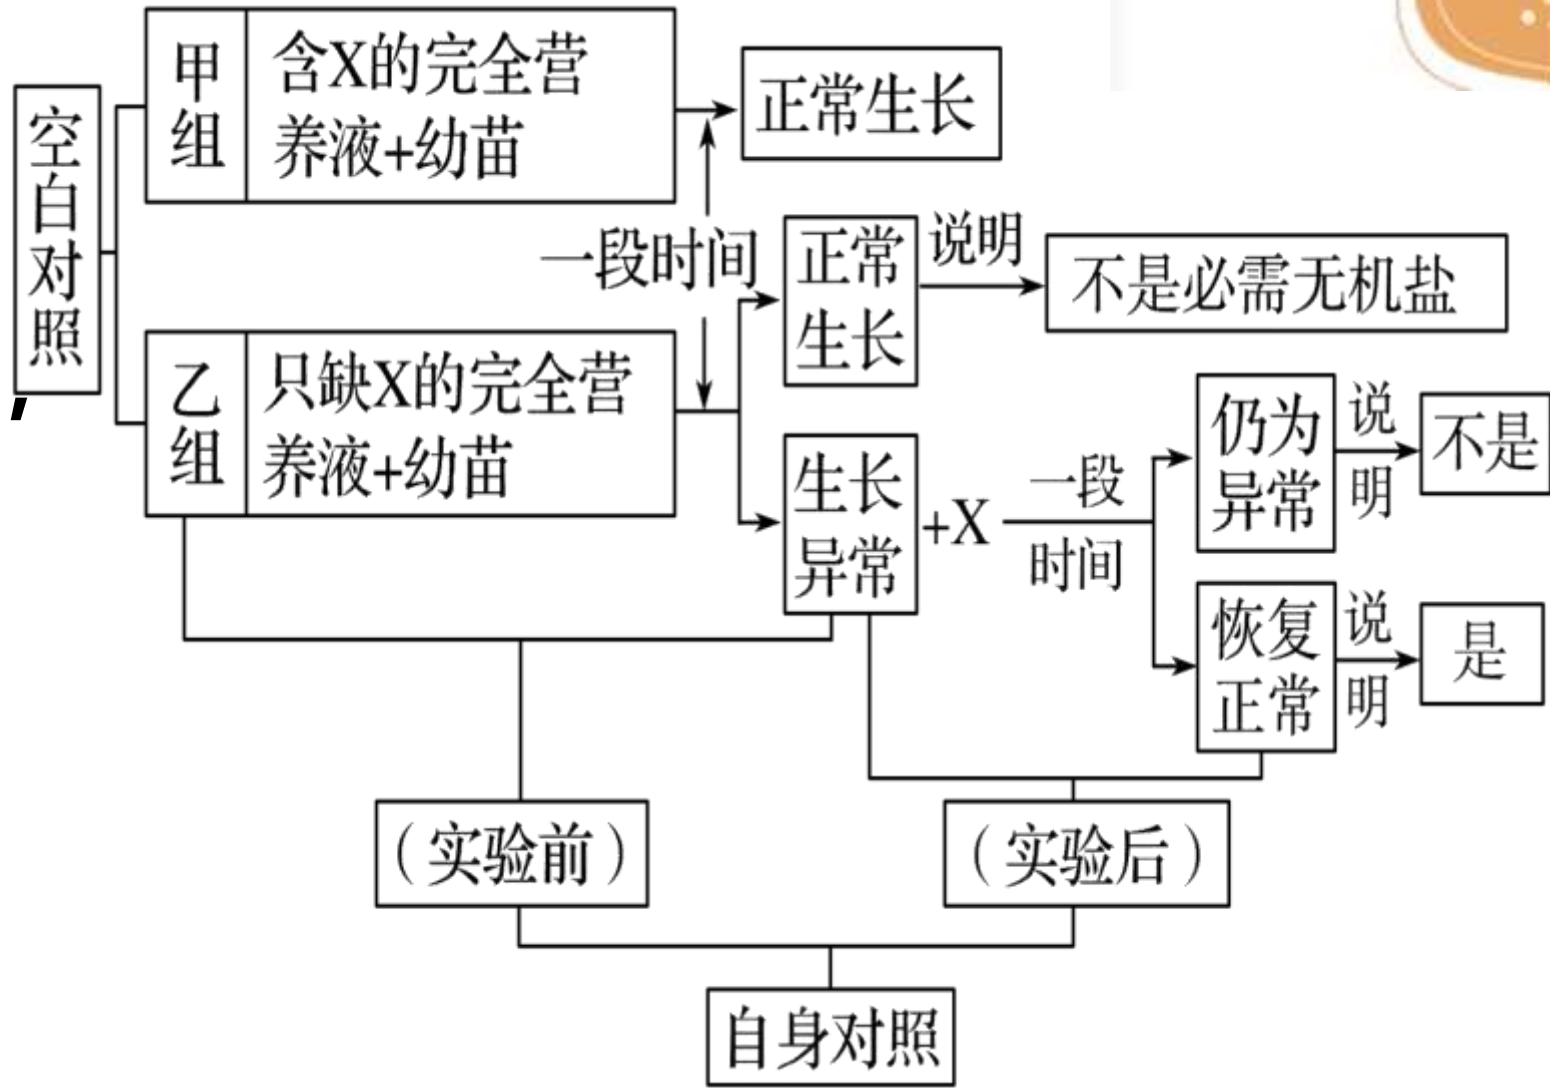 空白对照
甲组
含X的完全营
养液+幼苗
正常生长
一段时间
乙组
只缺X的完全营
养液+幼苗
正常
生长
说明
不是必需无机盐
生长
异常
+X
一段
时间
仍为
异常
说明
不是
恢复
正常
说明
是
（实验前）
（实验后）
自身对照